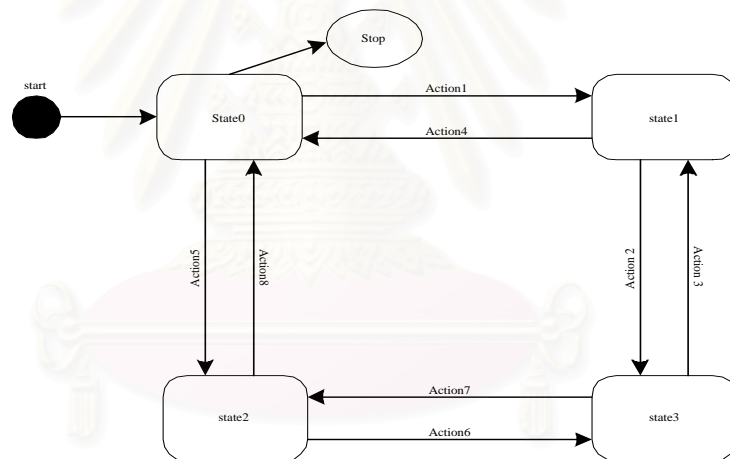 Stop
start
Action1
State0
state1
Action4
Action5
Action8
Action 2
Action 3
Action7
state2
state3
Action6